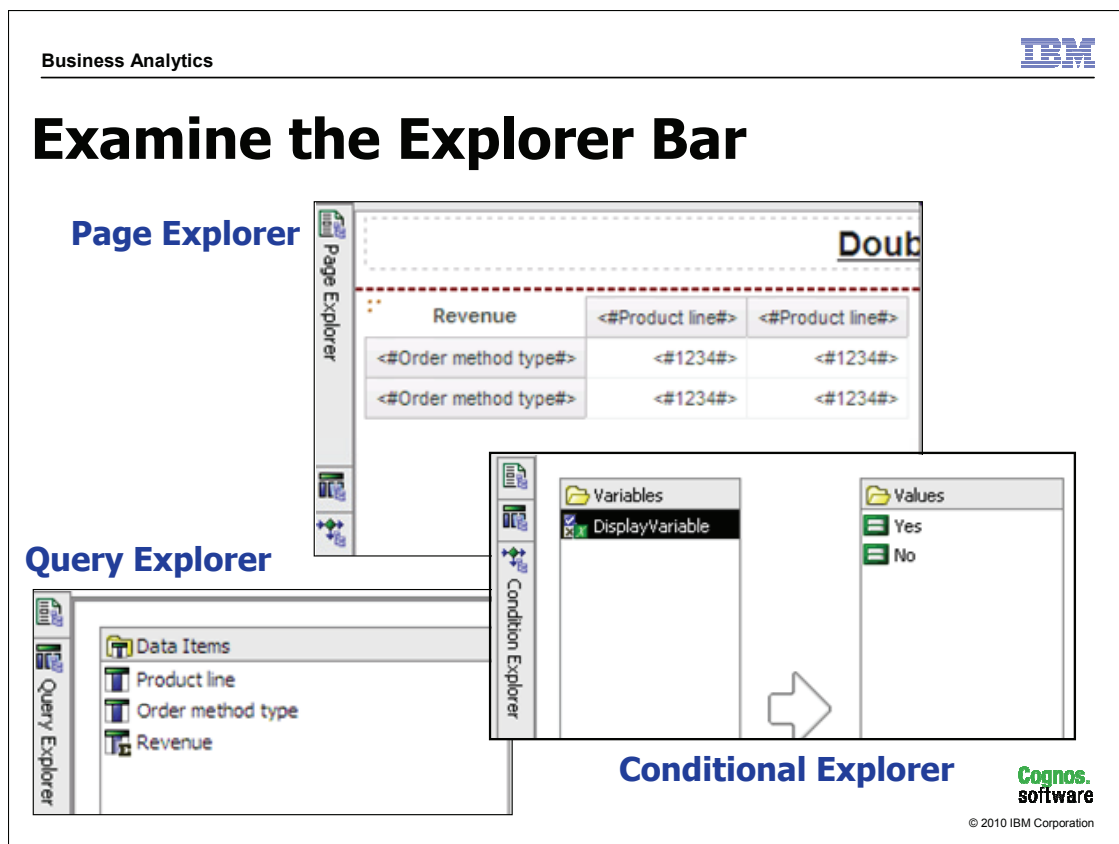 Business Analytics
IBM
Examine the Explorer Bar
Page Explorer
Page Explorer
Doub
Revenue <#Product line#> <#Product line#>
<#Order method type#> <#1234#> <#1234#>
<#Order method type#> <#1234#> <#1234#>
Condition Explorer
Variables
DisplayVariable
Values
Yes
No
Query Explorer
Query Explorer
Data Items
Product line
Order method type
Revenue
Conditional Explorer
Cognos.
software
© 2010 IBM Corporation